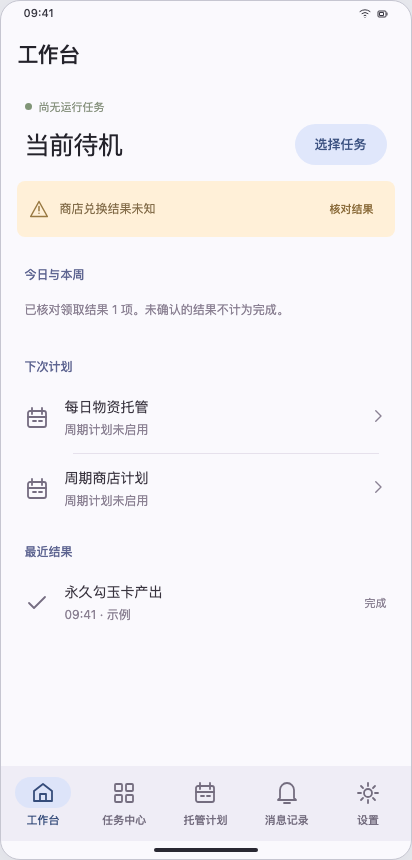 09:41
工作台
尚无运行任务
当前待机
选择任务
商店兑换结果未知
核对结果
今日与本周
已核对领取结果 1 项。未确认的结果不计为完成。
下次计划
每日物资托管
周期计划未启用
周期商店计划
周期计划未启用
最近结果
永久勾玉卡产出
09:41 · 示例
完成
工作台
任务中心
托管计划
消息记录
设置